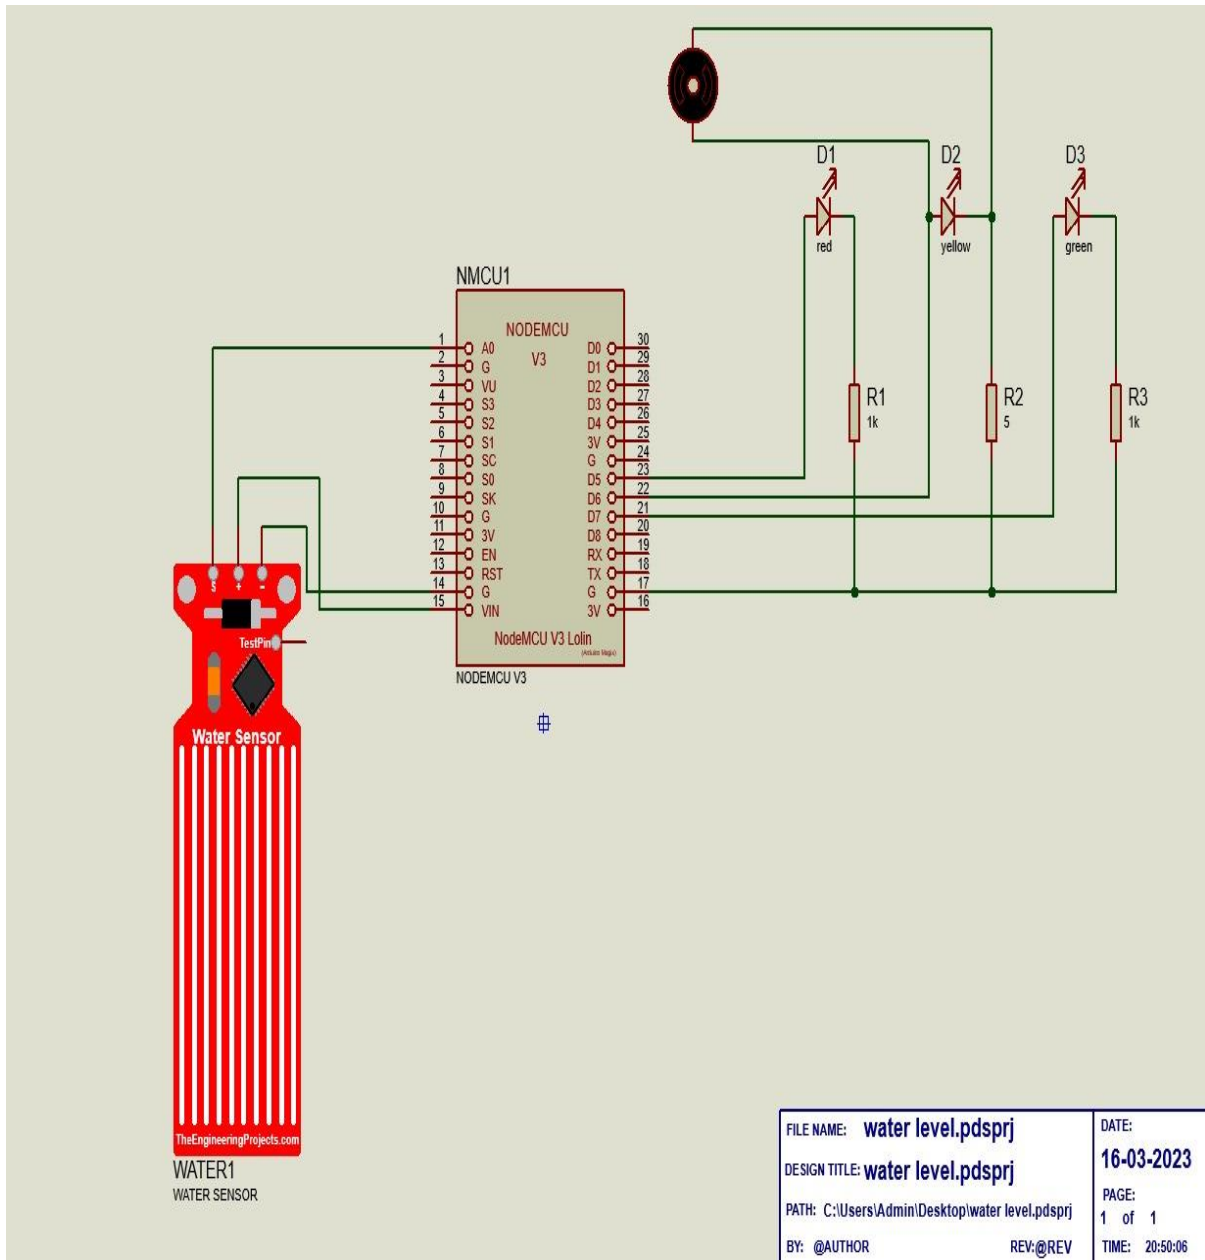 D1
D2
D3
red
yellow
green
NMCU1
NODEMCU
V3
1 A0
2 G
3 VU
4 S3
5 S2
6 S1
7 SC
8 S0
9 SK
10 G
11 3V
12 EN
13 RST
14 G
15 VIN
D0 30
D1 29
D2 28
D3 27
D4 26
3V 25
G 24
D5 23
D6 22
D7 21
D8 20
RX 19
TX 18
G 17
3V 16
NodeMCU V3 Lolin
NODEMCU V3
R1
1k
R2
5
R3
1k
S + -
TestPin
Water Sensor
TheEngineeringProjects.com
WATER1
WATER SENSOR
FILE NAME: water level.pdsprj
DESIGN TITLE: water level.pdsprj
PATH: C:\Users\Admin\Desktop\water level.pdsprj
BY: @AUTHOR REV:@REV
DATE:
16-03-2023
PAGE:
1 of 1
TIME: 20:50:06